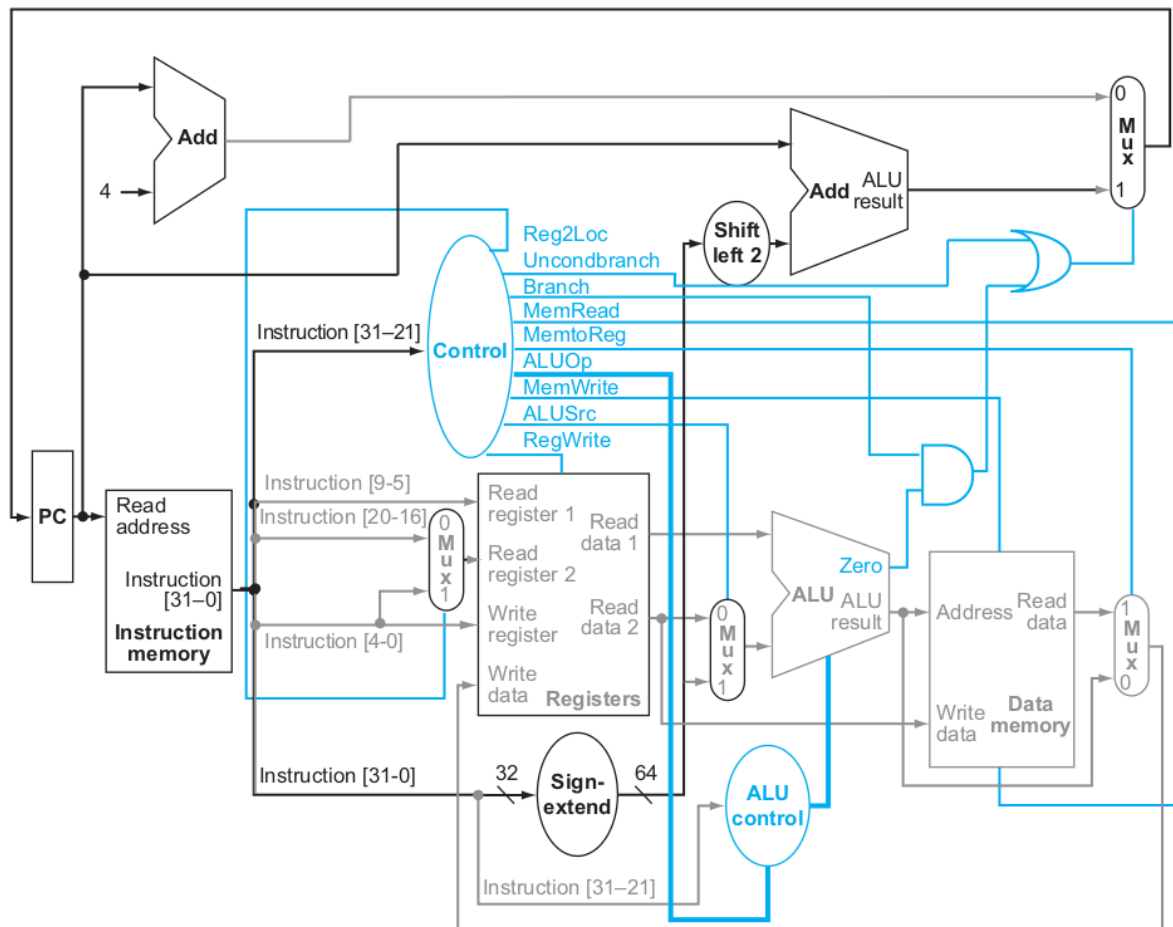 0
M
u
x
1
Add
4
Add
ALU
result
Shift
left 2
Reg2Loc
Uncondbranch
Branch
MemRead
MemtoReg
ALUOp
MemWrite
ALUSrc
RegWrite
Control
Instruction [31–21]
PC
Read
address
Instruction
[31–0]
Instruction
memory
Instruction [9-5]
Instruction [20-16]
Instruction [4-0]
0
M
u
x
1
Read
register 1
Read
register 2
Write
register
Write
data
Read
data 1
Read
data 2
Registers
0
M
u
x
1
Zero
ALU
ALU
result
Address
Read
data
Write
data
Data
memory
1
M
u
x
0
Instruction [31-0]
32
Sign-
extend
64
ALU
control
Instruction [31–21]